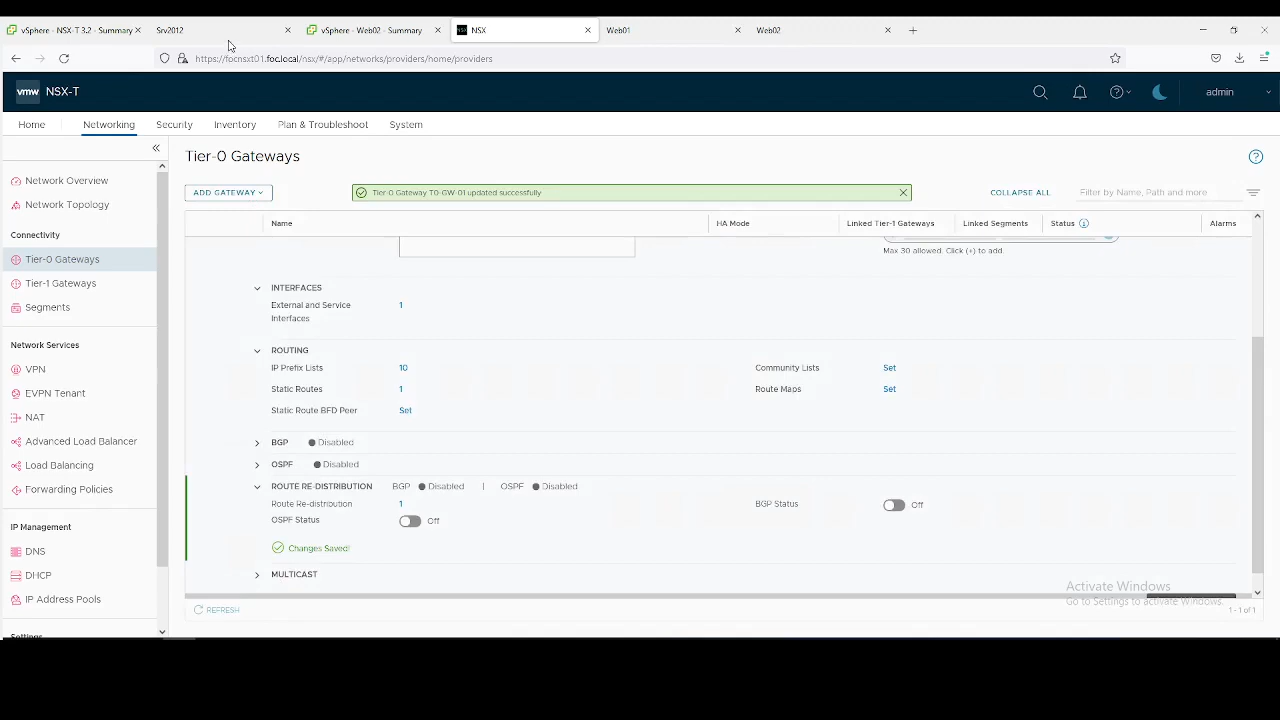 vSphere - NSX-T 3.2 - Summary
Srv2012
vSphere - Web02 - Summary
NSX
Web01
Web02
https://focnsxt01.foc.local/nsx/#/app/networks/providers/home/providers
vmw NSX-T
admin
Home
Networking
Security
Inventory
Plan & Troubleshoot
System
Network Overview
Network Topology
Connectivity
Tier-0 Gateways
Tier-1 Gateways
Segments
Network Services
VPN
EVPN Tenant
NAT
Advanced Load Balancer
Load Balancing
Forwarding Policies
IP Management
DNS
DHCP
IP Address Pools
Settings
Tier-0 Gateways
ADD GATEWAY
Tier-0 Gateway T0-GW-01 updated successfully
COLLAPSE ALL
Filter by Name, Path and more
Name
HA Mode
Linked Tier-1 Gateways
Linked Segments
Status
Alarms
Max 30 allowed. Click (+) to add.
INTERFACES
External and Service Interfaces 1
ROUTING
IP Prefix Lists 10
Community Lists Set
Static Routes 1
Route Maps Set
Static Route BFD Peer Set
BGP Disabled
OSPF Disabled
ROUTE RE-DISTRIBUTION BGP Disabled | OSPF Disabled
Route Re-distribution 1
BGP Status Off
OSPF Status Off
Changes Saved!
MULTICAST
REFRESH
Activate Windows
Go to Settings to activate Windows.
1 - 1 of 1